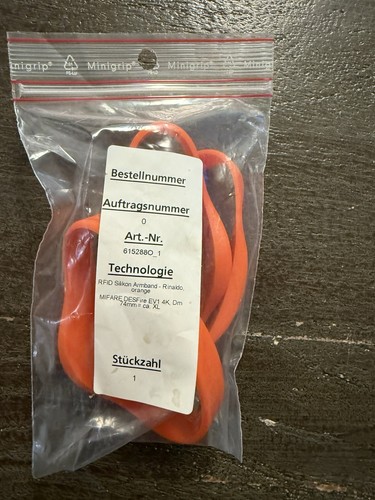 nigrip® Minigrip® Minigrip® Minigrip
Bestellnummer
Auftragsnummer
0
Art.-Nr.
615288O_1
Technologie
RFID Silikon Armband - Rinaldo,
orange
MIFARE DESFire EV1 4K, Dm
74mm = ca. XL
Stückzahl
1